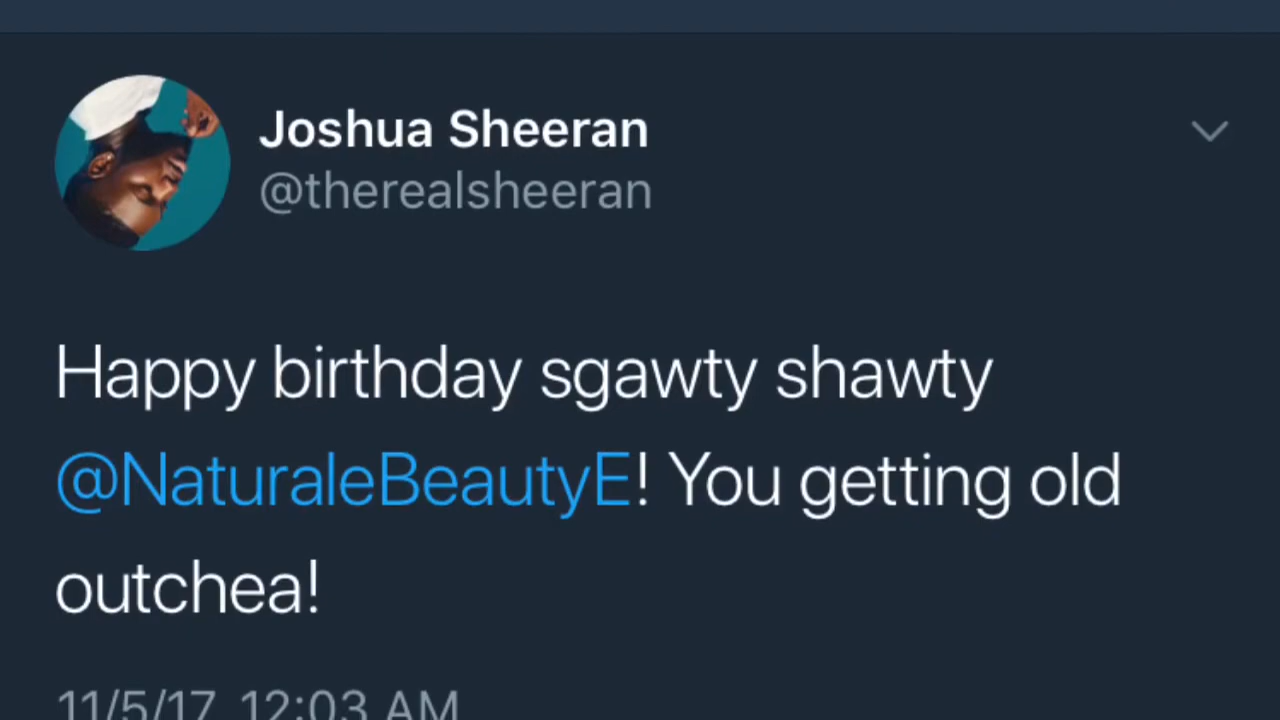 Joshua Sheeran
@therealsheeran
Happy birthday sgawty shawty
@NaturaleBeautyE! You getting old
outchea!
11/5/17, 12:03 AM